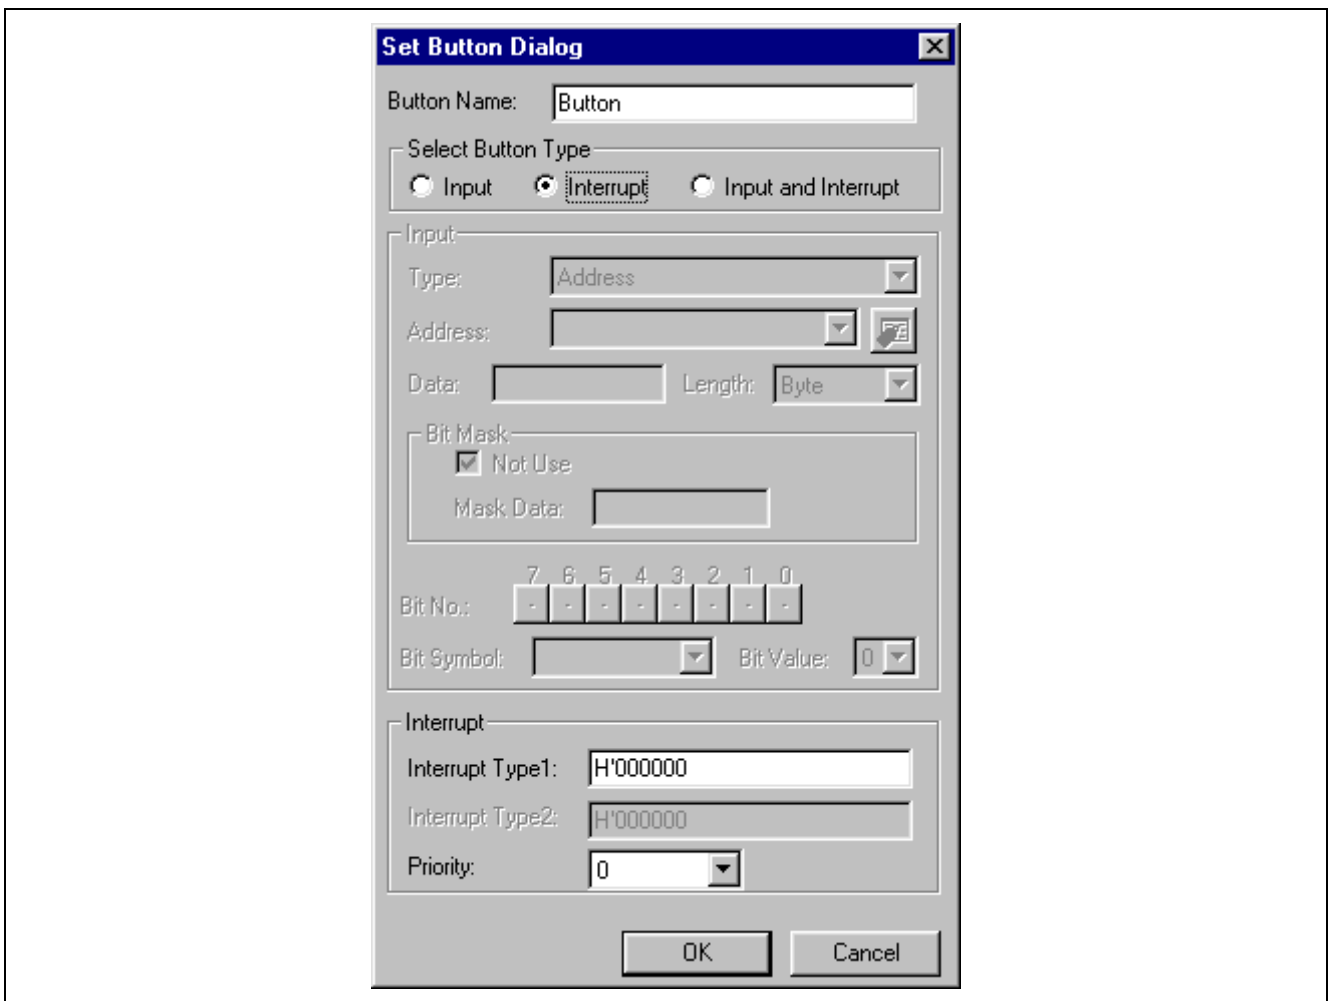 Set Button Dialog
Button Name: Button
Select Button Type
Input Interrupt Input and Interrupt
Input
Type: Address
Address:
Data: Length: Byte
Bit Mask
Not Use
Mask Data:
7 6 5 4 3 2 1 0
Bit No.: - - - - - - - -
Bit Symbol: Bit Value: 0
Interrupt
Interrupt Type1: H'000000
Interrupt Type2: H'000000
Priority: 0
OK Cancel